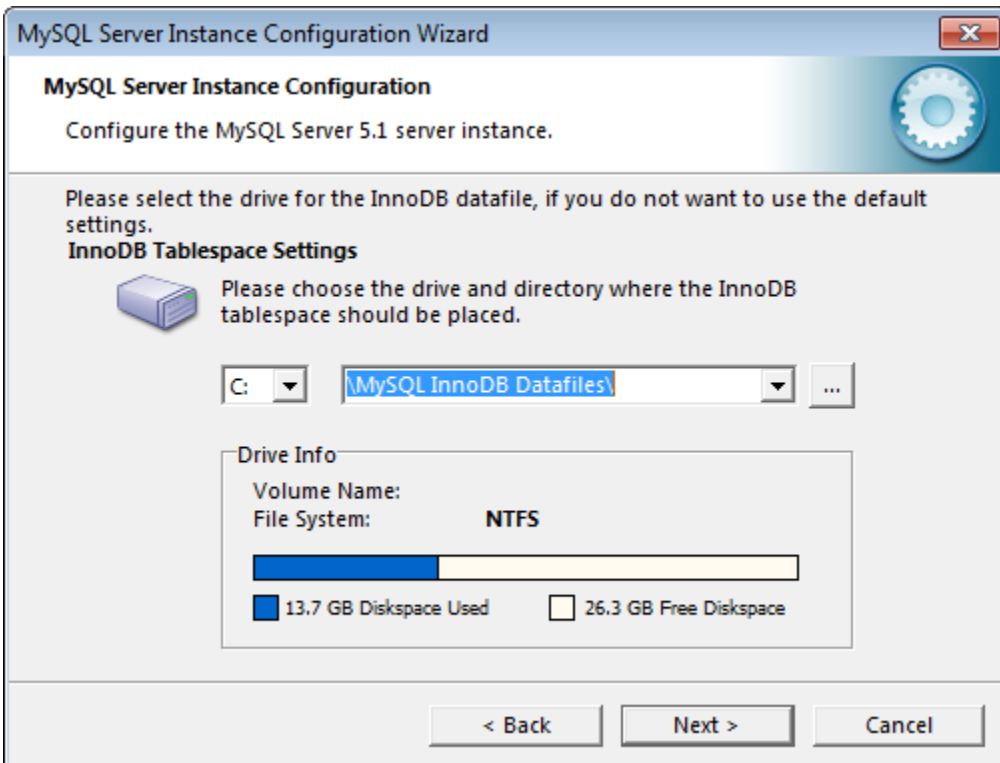 MySQL Server Instance Configuration Wizard
MySQL Server Instance Configuration
Configure the MySQL Server 5.1 server instance.
Please select the drive for the InnoDB datafile, if you do not want to use the default
settings.
InnoDB Tablespace Settings
Please choose the drive and directory where the InnoDB
tablespace should be placed.
C: \MySQL InnoDB Datafiles\ ...
Drive Info
Volume Name:
File System: NTFS
13.7 GB Diskspace Used 26.3 GB Free Diskspace
< Back Next > Cancel